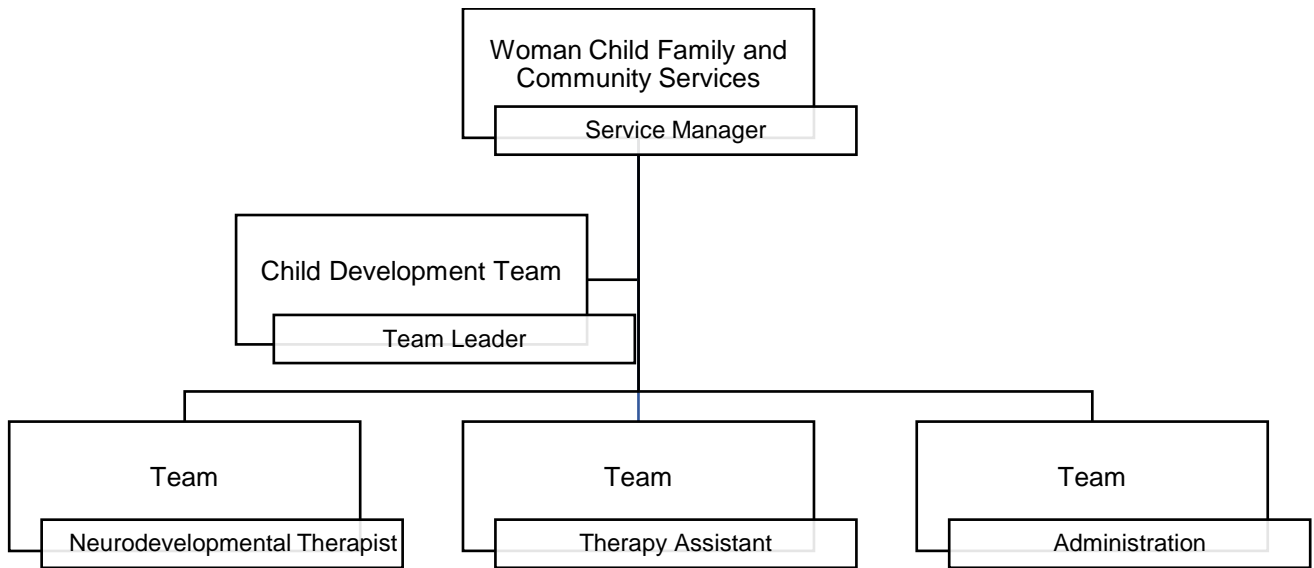 Woman Child Family and
Community Services
Service Manager
Child Development Team
Team Leader
Team
Neurodevelopmental Therapist
Team
Therapy Assistant
Team
Administration